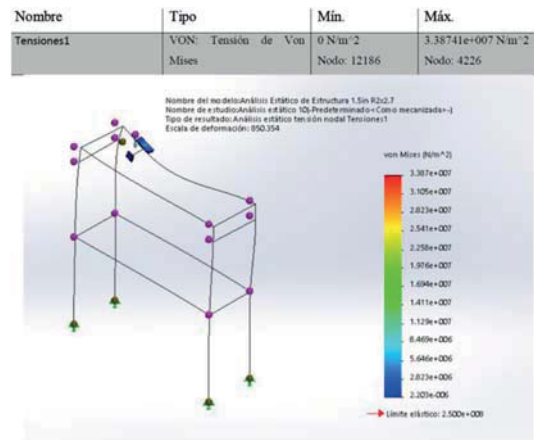 Nombre Tipo Mín. Máx.
Tensiones1 VON: Tensión de Von Mises 0 N/m^2 Nodo: 12186 3.38741e+007 N/m^2 Nodo: 4226
Nombre del modelo:Análisis Estático de Estructura 1.5in R2x2.7
Nombre de estudio:Análisis estático 10(-Predeterminado<Como mecanizada>-)
Tipo de resultado: Análisis estático tensión nodal Tensiones1
Escala de deformación: 850.354
von Mises (N/m^2)
3.387e+007
3.105e+007
2.823e+007
2.541e+007
2.258e+007
1.976e+007
1.694e+007
1.411e+007
1.129e+007
8.469e+006
5.646e+006
2.823e+006
2.203e-006
Límite elástico: 2.500e+008